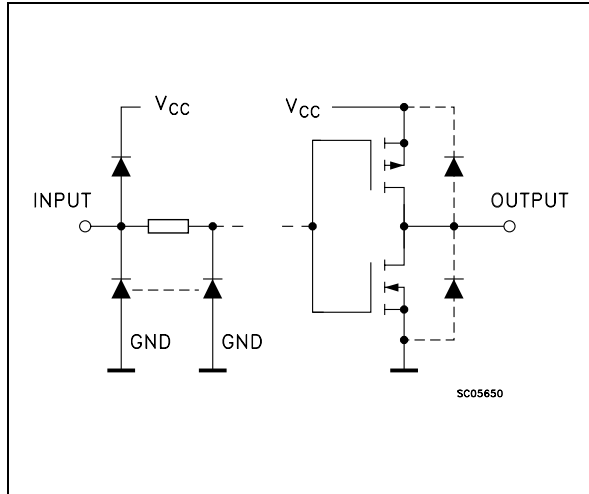 VCC
VCC
INPUT
OUTPUT
GND
GND
SC05650